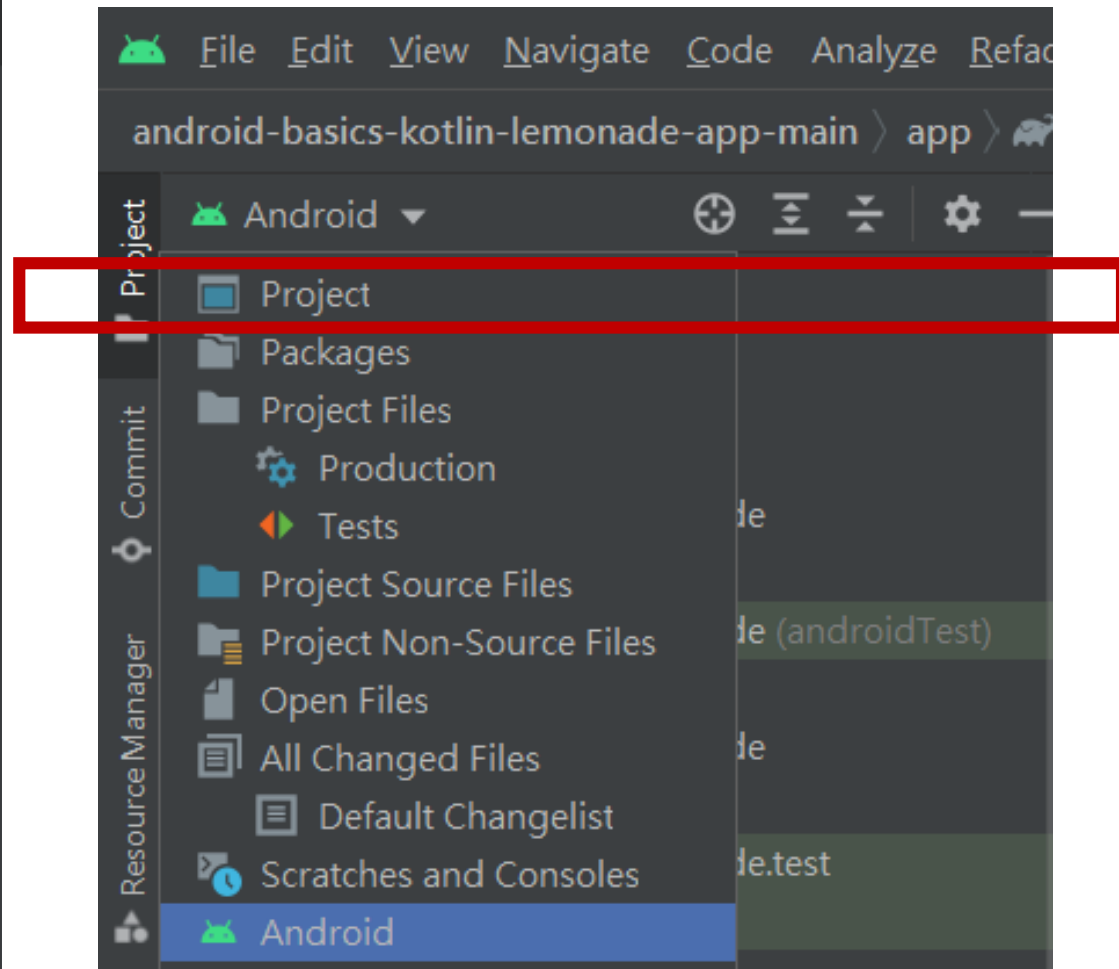 File Edit View Navigate Code Analyze Refac
android-basics-kotlin-lemonade-app-main app
Project
Android
Project
Packages
Project Files
Production
Commit
Tests
de
Project Source Files
Project Non-Source Files
de (androidTest)
Resource Manager
Open Files
All Changed Files
de
Default Changelist
Scratches and Consoles
de.test
Android